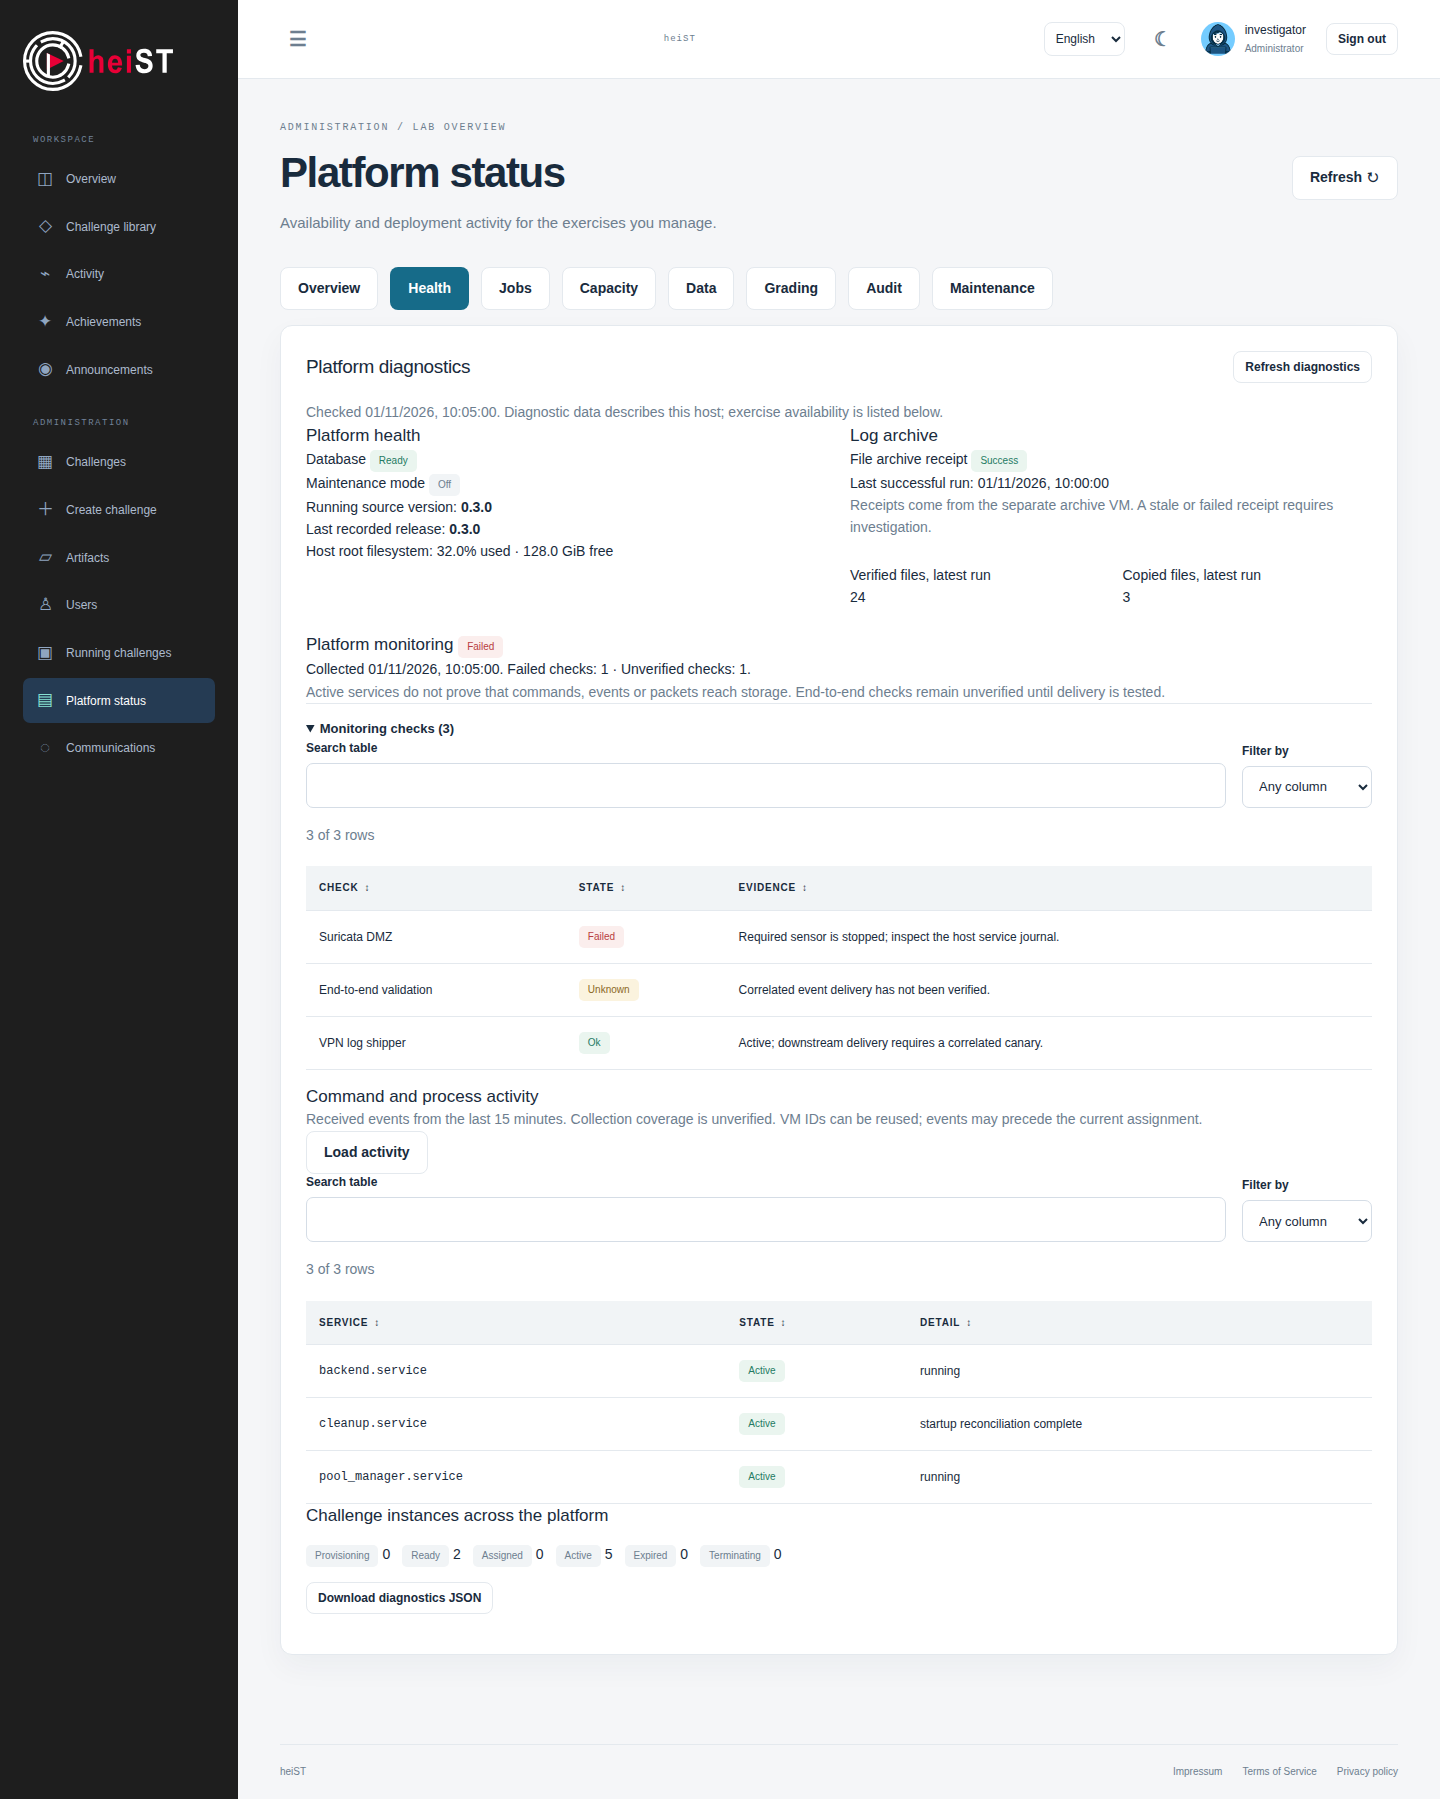 heiST
WORKSPACE
Overview
Challenge library
Activity
Achievements
Announcements
ADMINISTRATION
Challenges
Create challenge
Artifacts
Users
Running challenges
Platform status
Communications
heiST
English
investigator
Administrator
Sign out
ADMINISTRATION / LAB OVERVIEW
Platform status
Refresh ↻
Availability and deployment activity for the exercises you manage.
Overview
Health
Jobs
Capacity
Data
Grading
Audit
Maintenance
Platform diagnostics
Refresh diagnostics
Checked 01/11/2026, 10:05:00. Diagnostic data describes this host; exercise availability is listed below.
Platform health
Database Ready
Maintenance mode Off
Running source version: 0.3.0
Last recorded release: 0.3.0
Host root filesystem: 32.0% used · 128.0 GiB free
Log archive
File archive receipt Success
Last successful run: 01/11/2026, 10:00:00
Receipts come from the separate archive VM. A stale or failed receipt requires
investigation.
Verified files, latest run
24
Copied files, latest run
3
Platform monitoring Failed
Collected 01/11/2026, 10:05:00. Failed checks: 1 · Unverified checks: 1.
Active services do not prove that commands, events or packets reach storage. End-to-end checks remain unverified until delivery is tested.
▼ Monitoring checks (3)
Search table
Filter by
Any column
3 of 3 rows
CHECK ↕ STATE ↕ EVIDENCE ↕
Suricata DMZ Failed Required sensor is stopped; inspect the host service journal.
End-to-end validation Unknown Correlated event delivery has not been verified.
VPN log shipper Ok Active; downstream delivery requires a correlated canary.
Command and process activity
Received events from the last 15 minutes. Collection coverage is unverified. VM IDs can be reused; events may precede the current assignment.
Load activity
Search table
Filter by
Any column
3 of 3 rows
SERVICE ↕ STATE ↕ DETAIL ↕
backend.service Active running
cleanup.service Active startup reconciliation complete
pool_manager.service Active running
Challenge instances across the platform
Provisioning 0 Ready 2 Assigned 0 Active 5 Expired 0 Terminating 0
Download diagnostics JSON
heiST
Impressum Terms of Service Privacy policy